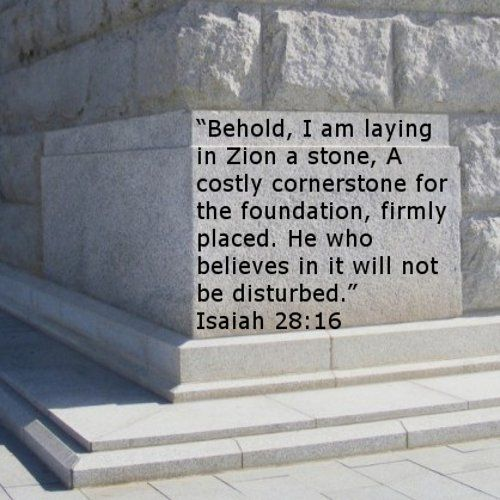 “Behold, I am laying
in Zion a stone, A
costly cornerstone for
the foundation, firmly
placed. He who
believes in it will not
be disturbed.”
Isaiah 28:16